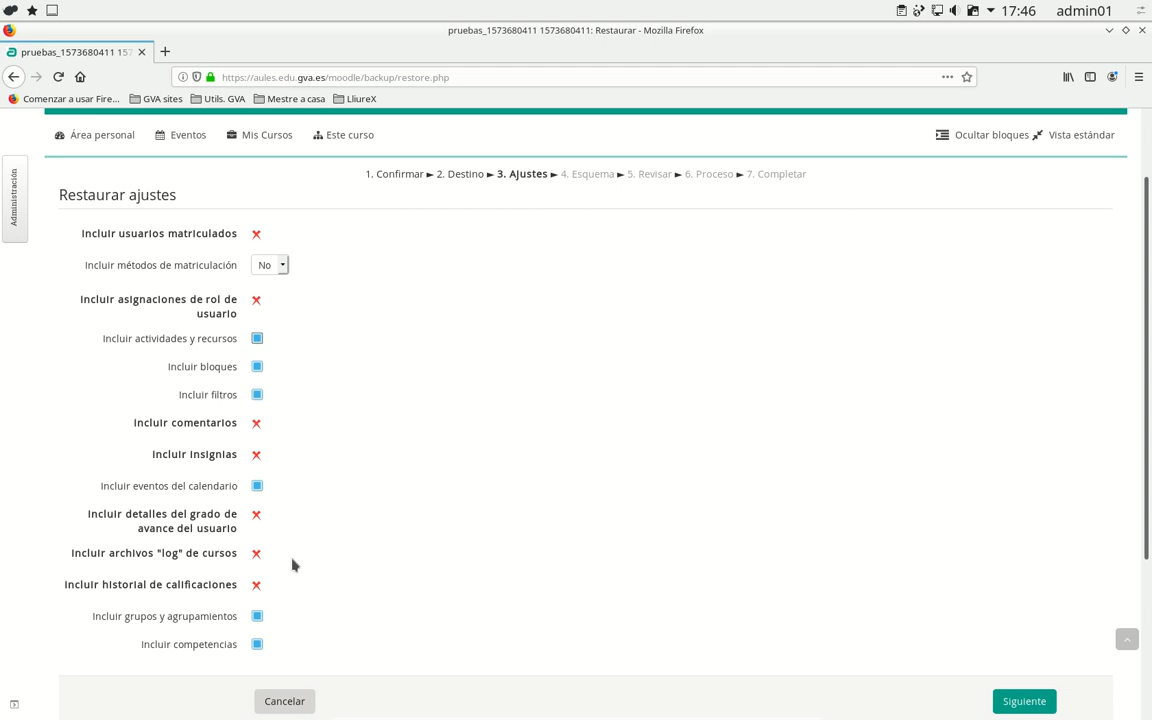 17:46 admin01
pruebas_1573680411 1573680411: Restaurar - Mozilla Firefox
pruebas_1573680411 157
https://aules.edu.gva.es/moodle/backup/restore.php
Comenzar a usar Fire... GVA sites Utils. GVA Mestre a casa LliureX
Área personal Eventos Mis Cursos Este curso Ocultar bloques Vista estándar
Administración
1. Confirmar ► 2. Destino ► 3. Ajustes ► 4. Esquema ► 5. Revisar ► 6. Proceso ► 7. Completar
Restaurar ajustes
Incluir usuarios matriculados
Incluir métodos de matriculación No
Incluir asignaciones de rol de
usuario
Incluir actividades y recursos
Incluir bloques
Incluir filtros
Incluir comentarios
Incluir insignias
Incluir eventos del calendario
Incluir detalles del grado de
avance del usuario
Incluir archivos "log" de cursos
Incluir historial de calificaciones
Incluir grupos y agrupamientos
Incluir competencias
Cancelar Siguiente